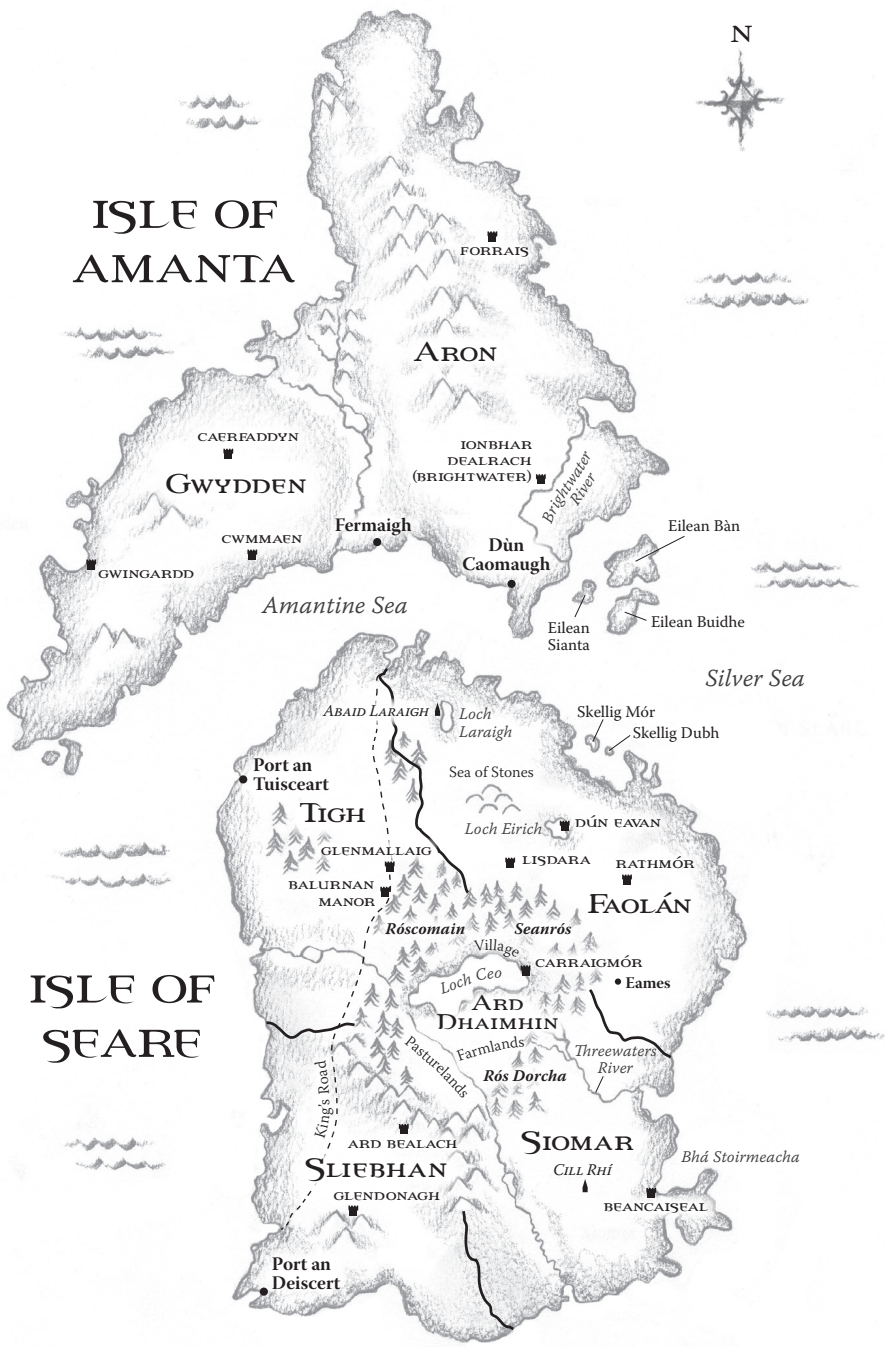 N
ISLE OF
AMANTA
FORRAIS
ARON
CAERFADDYN
GWYDDEN
IONBHAR
DEALRACH
(BRIGHTWATER)
Brightwater
River
CWMMAEN
GWINGARDD
Fermaigh
Dùn
Caomaugh
Eilean Bàn
Eilean Buidhe
Eilean
Sianta
Amantine Sea
Silver Sea
ABAID LARAIGH
Loch
Laraigh
Skellig Mór
Skellig Dubh
Port an
Tuisceart
Sea of Stones
TIGH
Loch Eirich
DÚN EAVAN
GLENMALLAIG
LISDARA
RATHMÓR
BALURNAN
MANOR
FAOLÁN
Róscomain
Seanrós
Village
CARRAIGMÓR
Loch Ceo
Eames
ISLE OF
SEARE
ARD
DHAIMHIN
Farmlands
Pasturelands
Threewaters
River
Rós Dorcha
King's Road
ARD BEALACH
SIOMAR
SLIEBHAN
CILL RHÍ
Bhá Stoirmeacha
GLENDONAGH
BEANCAISEAL
Port an
Deiscert